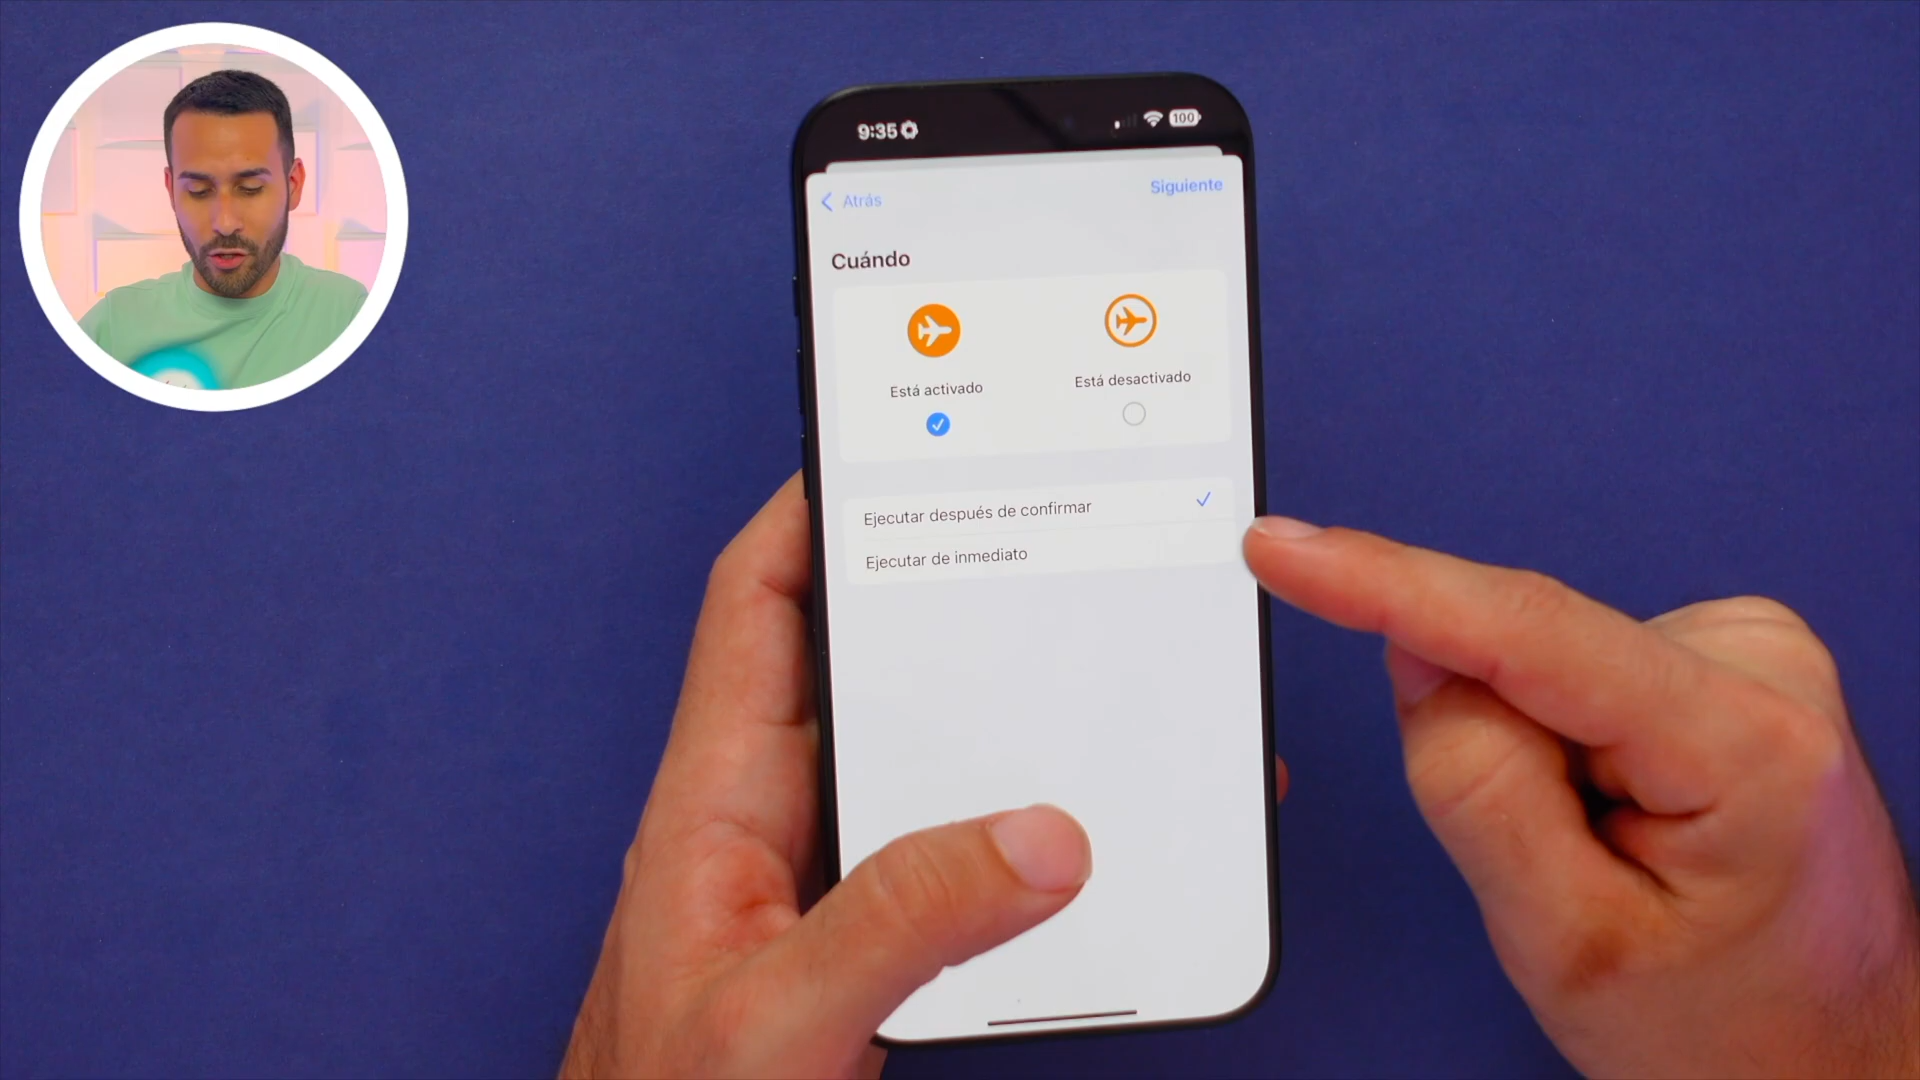 9:35
100
Atrás
Siguiente
Cuándo
Está activado
Está desactivado
Ejecutar después de confirmar
Ejecutar de inmediato